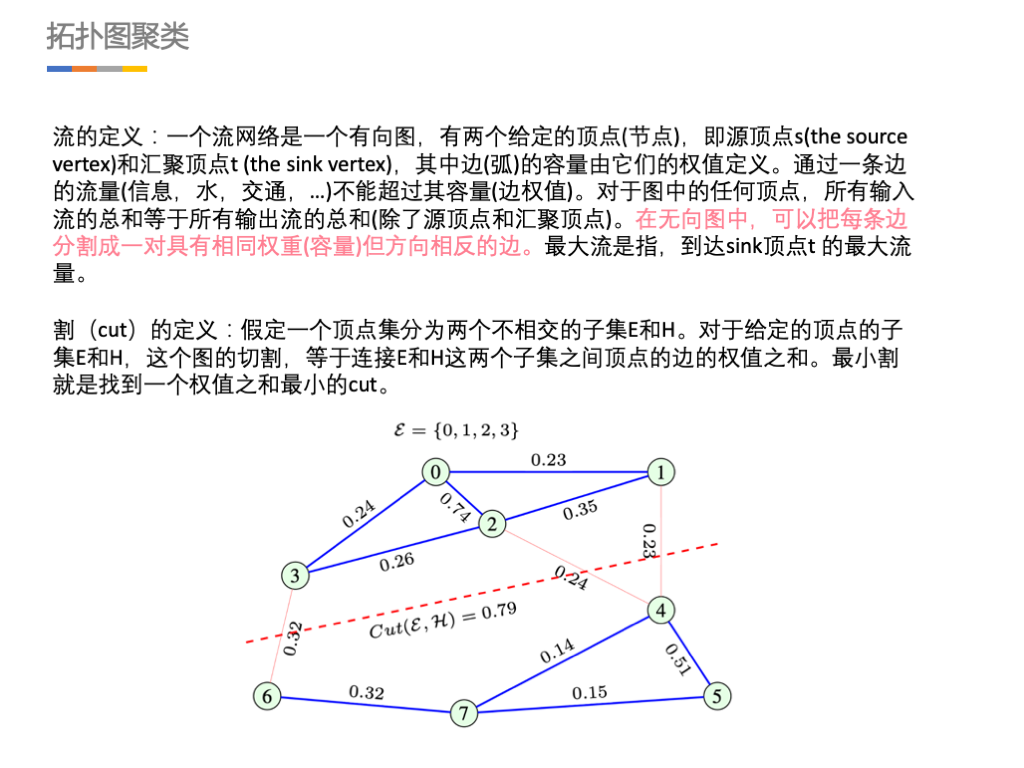 拓扑图聚类
流的定义：一个流网络是一个有向图，有两个给定的顶点(节点)，即源顶点s(the source
vertex)和汇聚顶点t (the sink vertex)，其中边(弧)的容量由它们的权值定义。通过一条边
的流量(信息，水，交通，...)不能超过其容量(边权值)。对于图中的任何顶点，所有输入
流的总和等于所有输出流的总和(除了源顶点和汇聚顶点)。在无向图中，可以把每条边
分割成一对具有相同权重(容量)但方向相反的边。最大流是指，到达sink顶点t 的最大流
量。
割（cut）的定义：假定一个顶点集分为两个不相交的子集E和H。对于给定的顶点的子
集E和H，这个图的切割，等于连接E和H这两个子集之间顶点的边的权值之和。最小割
就是找到一个权值之和最小的cut。
ℰ = {0, 1, 2, 3}
0.23
0
1
0.24
0.74
2
0.35
0.23
0.26
3
0.24
Cut(ℰ, ℋ) = 0.79
4
0.32
0.14
0.51
6
0.32
0.15
5
7